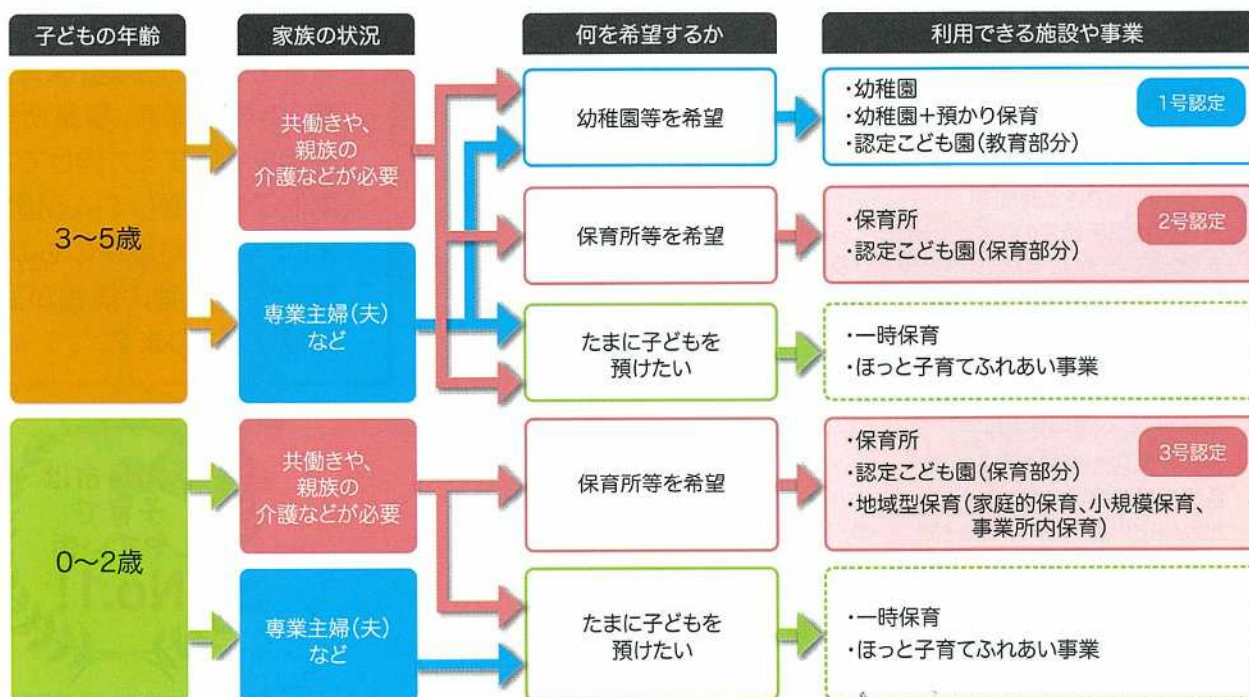 子どもの年齢
家族の状況
何を希望するか
利用できる施設や事業
3〜5歳
共働きや、
親族の
介護などが必要
専業主婦(夫)
など
幼稚園等を希望
・幼稚園
・幼稚園+預かり保育
・認定こども園(教育部分)
1号認定
保育所等を希望
・保育所
・認定こども園(保育部分)
2号認定
たまに子どもを
預けたい
・一時保育
・ほっと子育てふれあい事業
0〜2歳
共働きや、
親族の
介護などが必要
専業主婦(夫)
など
保育所等を希望
・保育所
・認定こども園(保育部分)
・地域型保育(家庭的保育、小規模保育、
事業所内保育)
3号認定
たまに子どもを
預けたい
・一時保育
・ほっと子育てふれあい事業